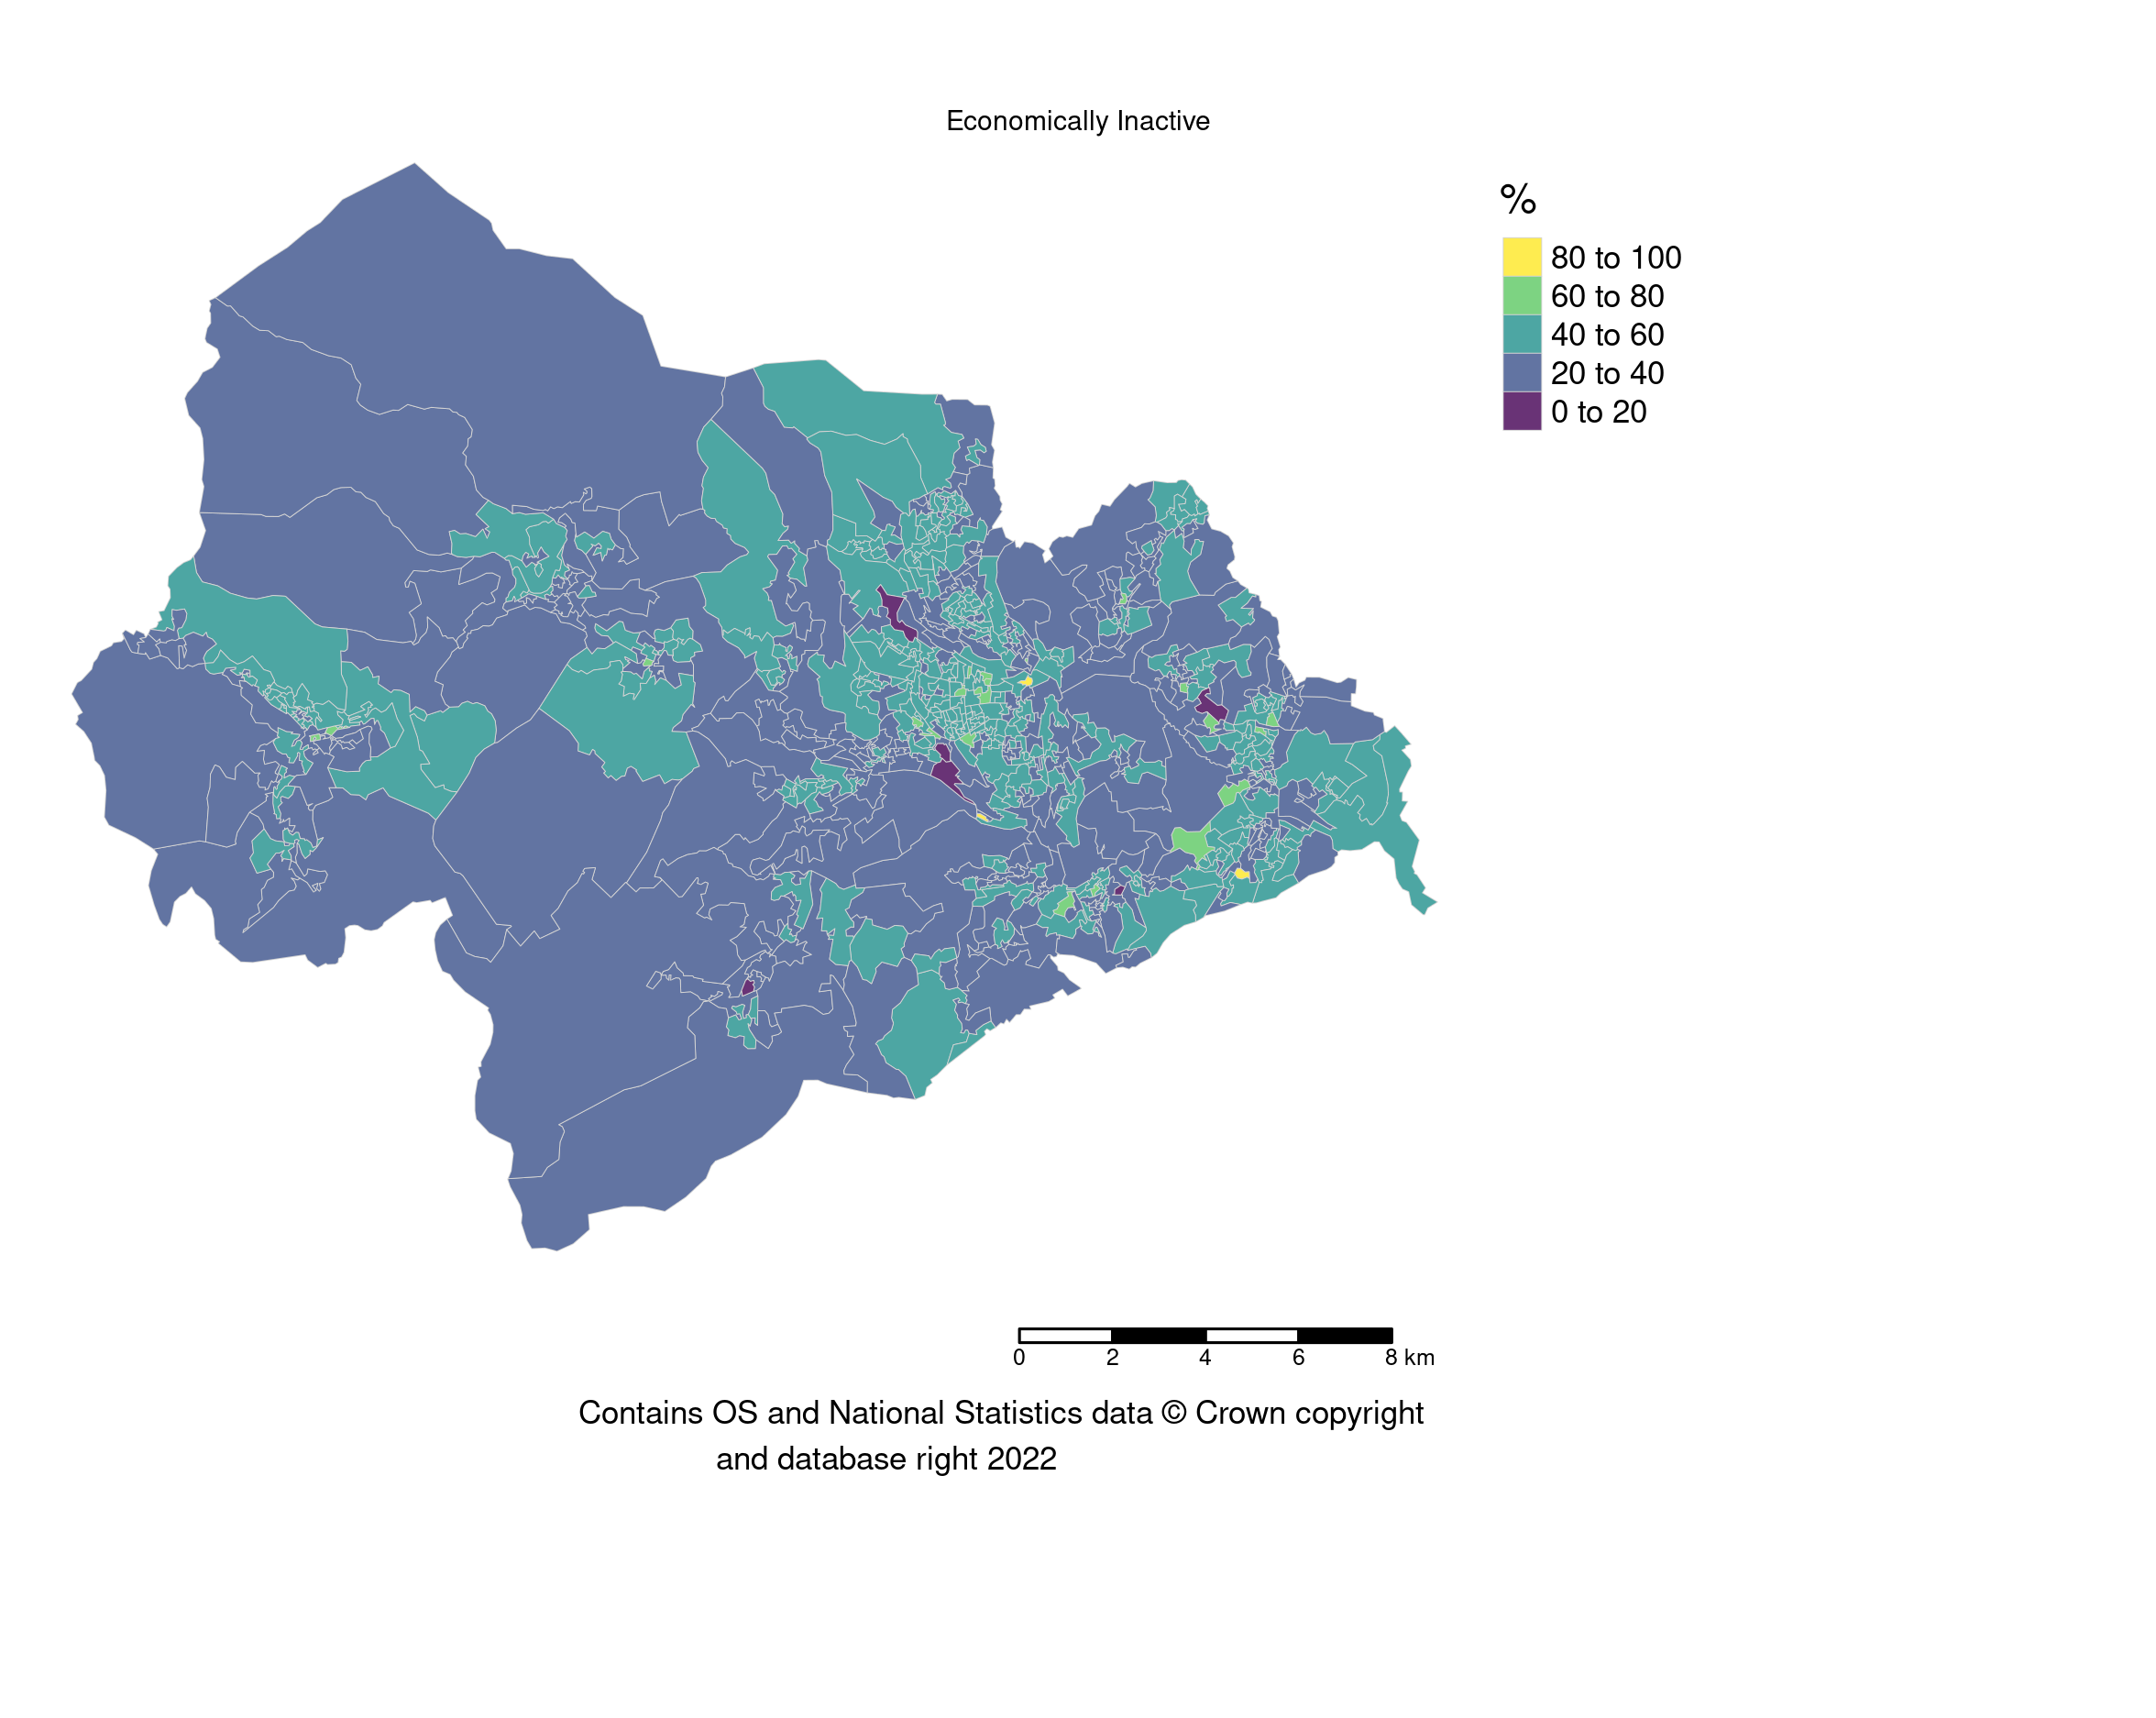 Economically Inactive
%
80 to 100
60 to 80
40 to 60
20 to 40
0 to 20
0 2 4 6 8 km
Contains OS and National Statistics data © Crown copyright
and database right 2022